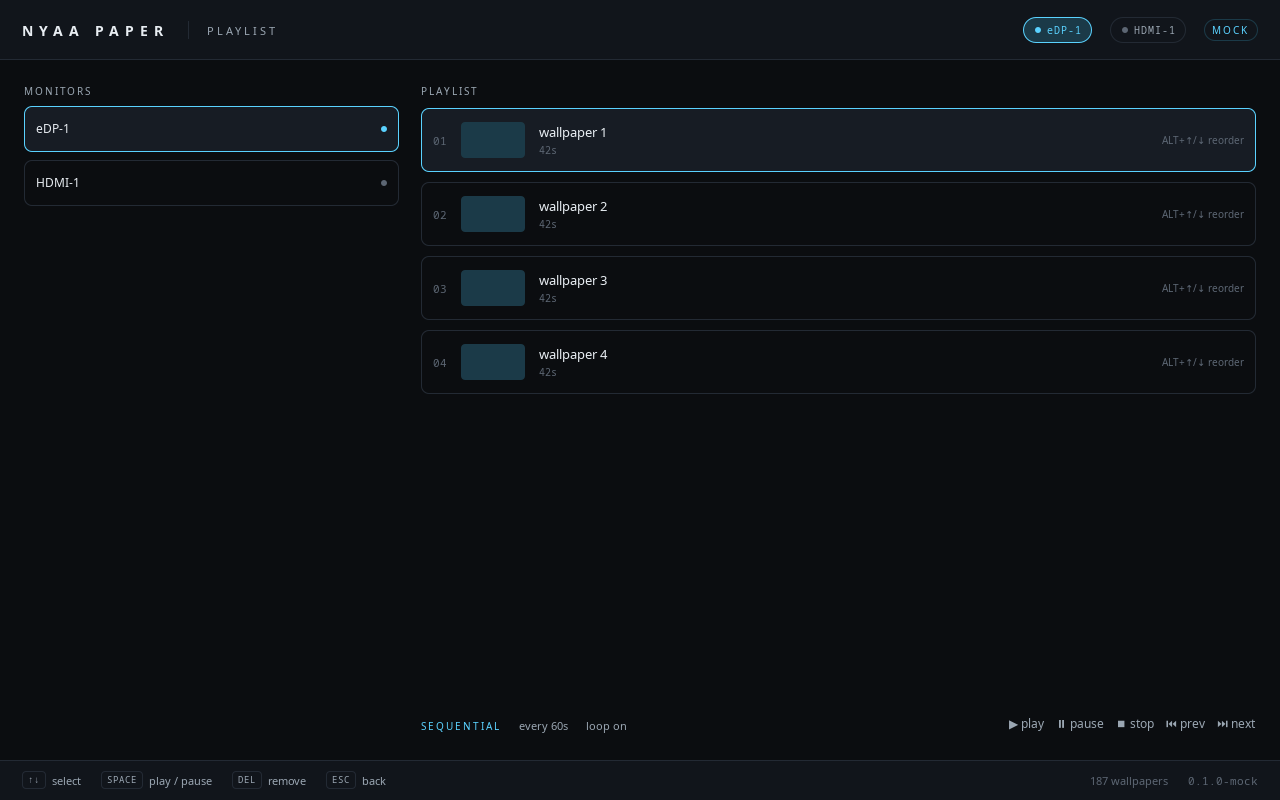 NYAA PAPER PLAYLIST eDP-1 HDMI-1 MOCK
MONITORS
eDP-1
HDMI-1
PLAYLIST
01 wallpaper 1 ALT+↑/↓ reorder
42s
02 wallpaper 2 ALT+↑/↓ reorder
42s
03 wallpaper 3 ALT+↑/↓ reorder
42s
04 wallpaper 4 ALT+↑/↓ reorder
42s
SEQUENTIAL every 60s loop on ▶ play ⏸ pause ⏹ stop ⏮ prev ⏭ next
↑↓ select SPACE play / pause DEL remove ESC back 187 wallpapers 0.1.0-mock